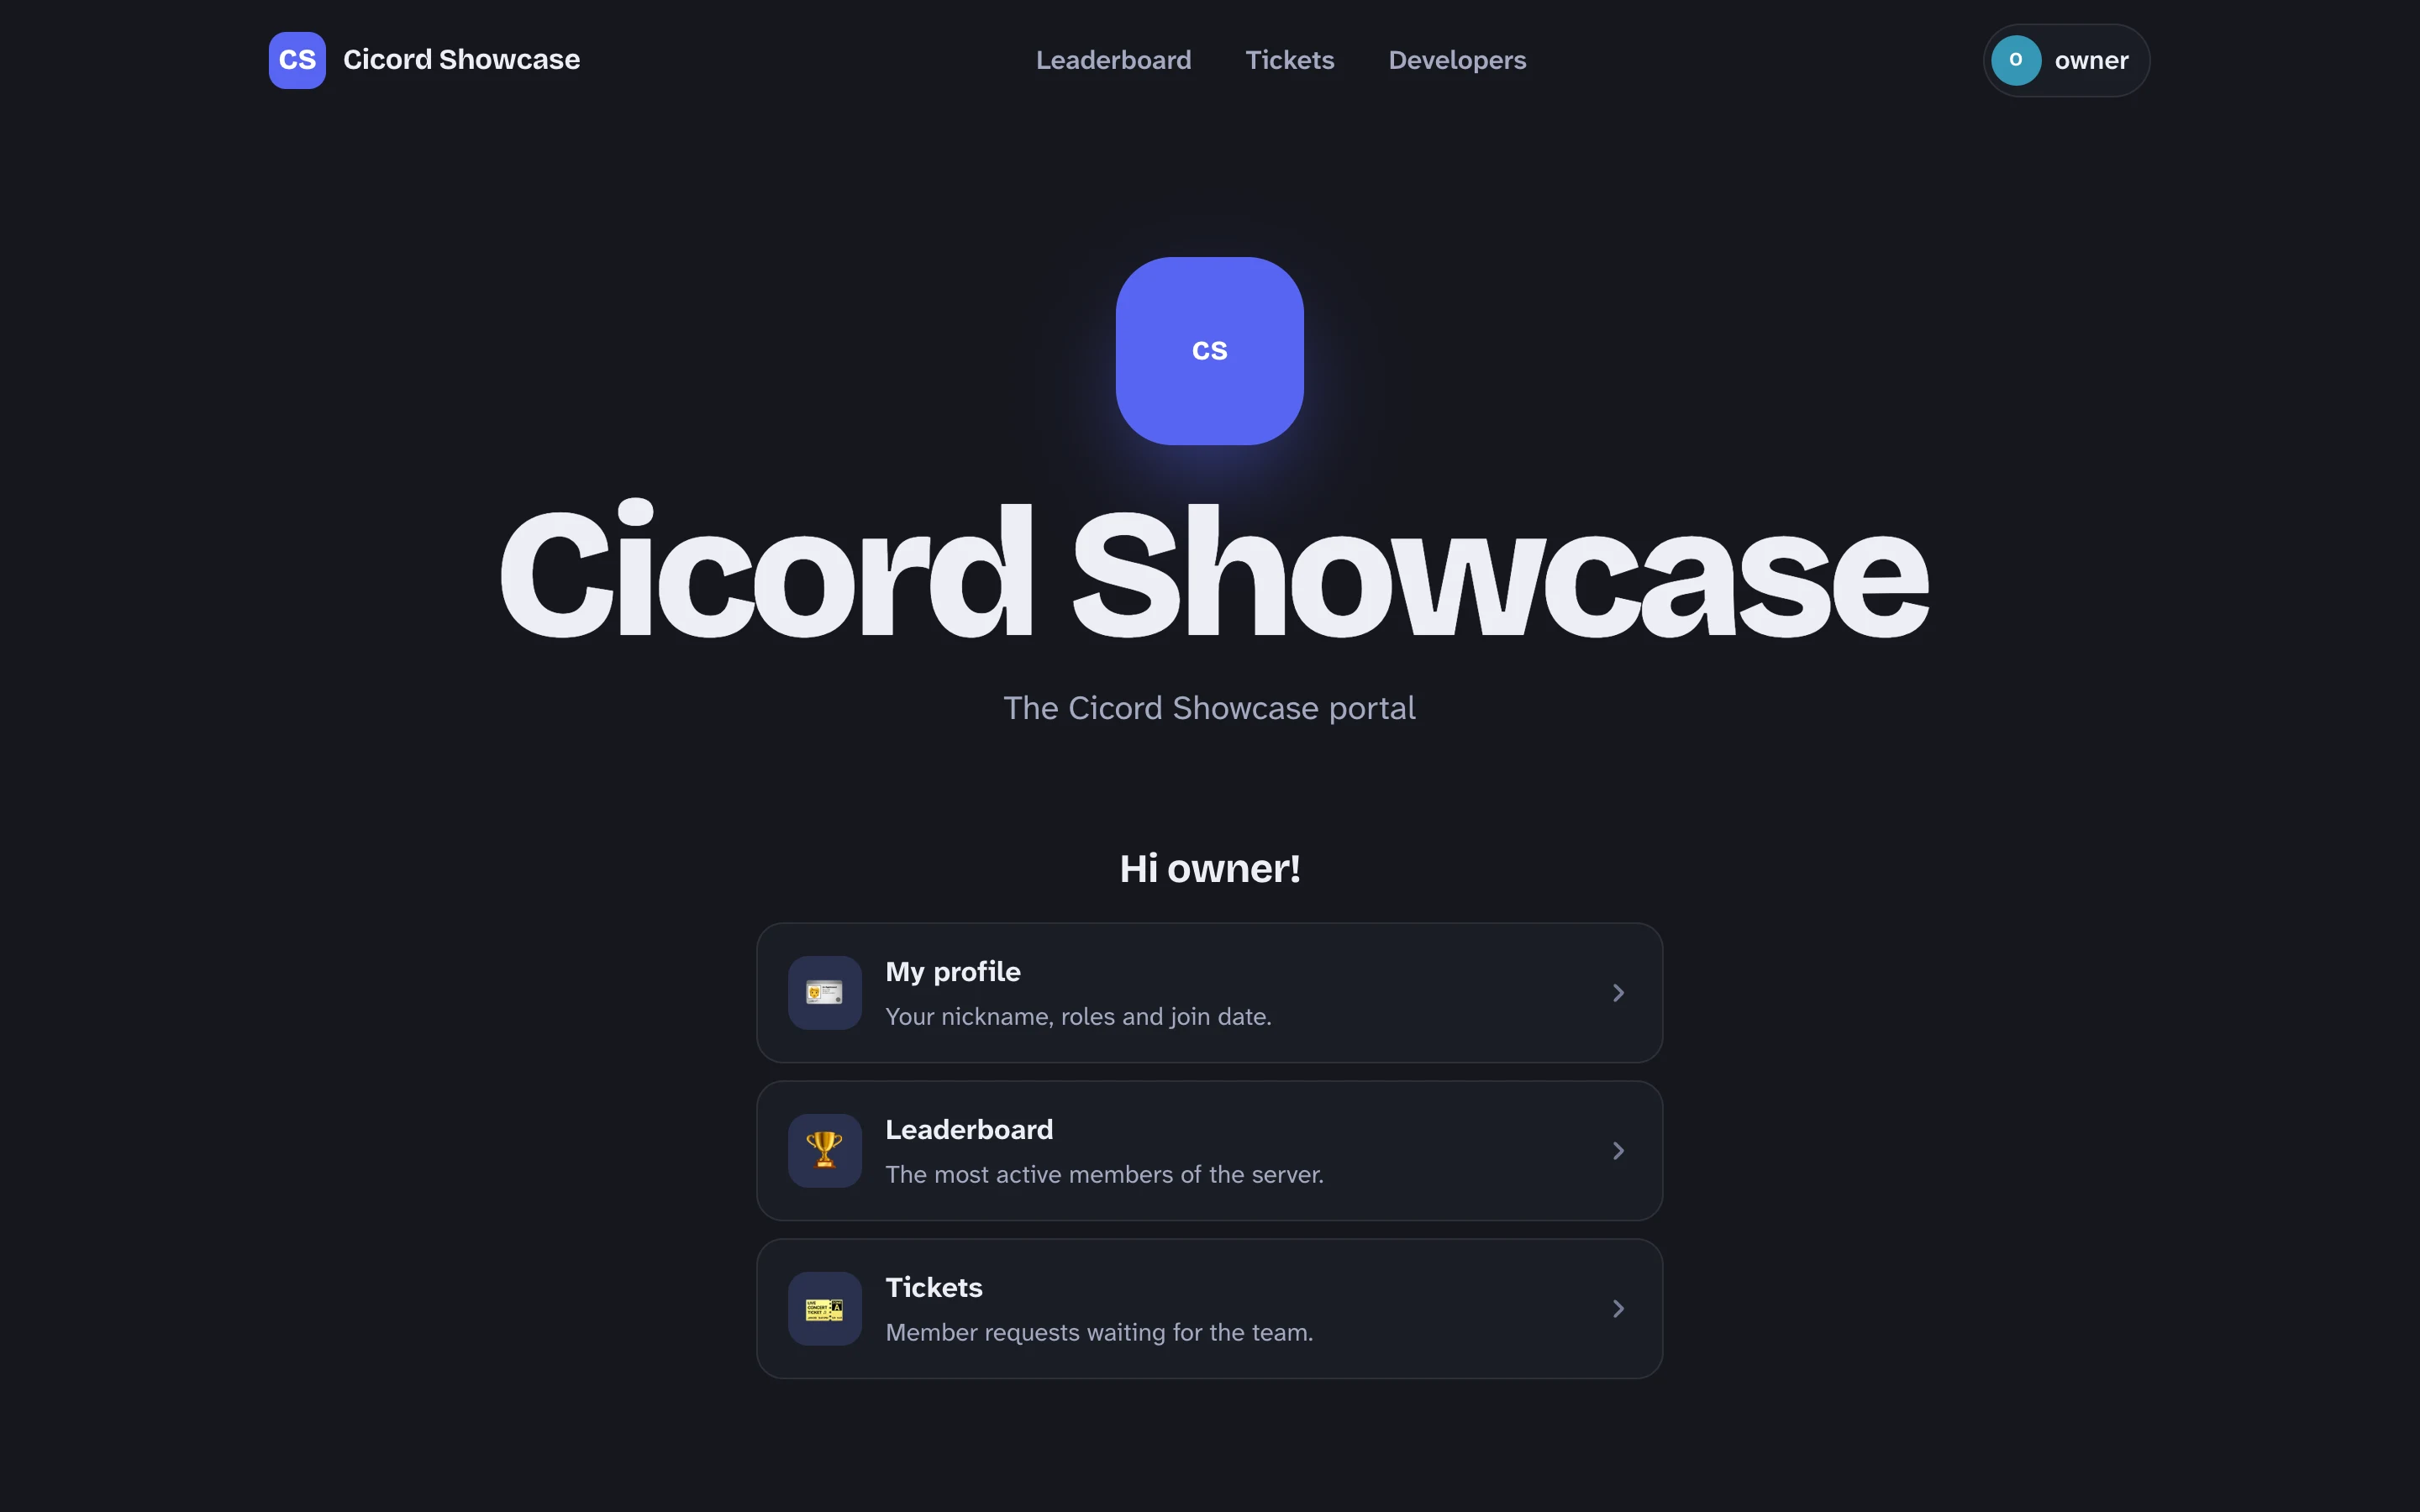 CS Cicord Showcase Leaderboard Tickets Developers O owner
CS
Cicord Showcase
The Cicord Showcase portal
Hi owner!
My profile
Your nickname, roles and join date.
Leaderboard
The most active members of the server.
Tickets
Member requests waiting for the team.